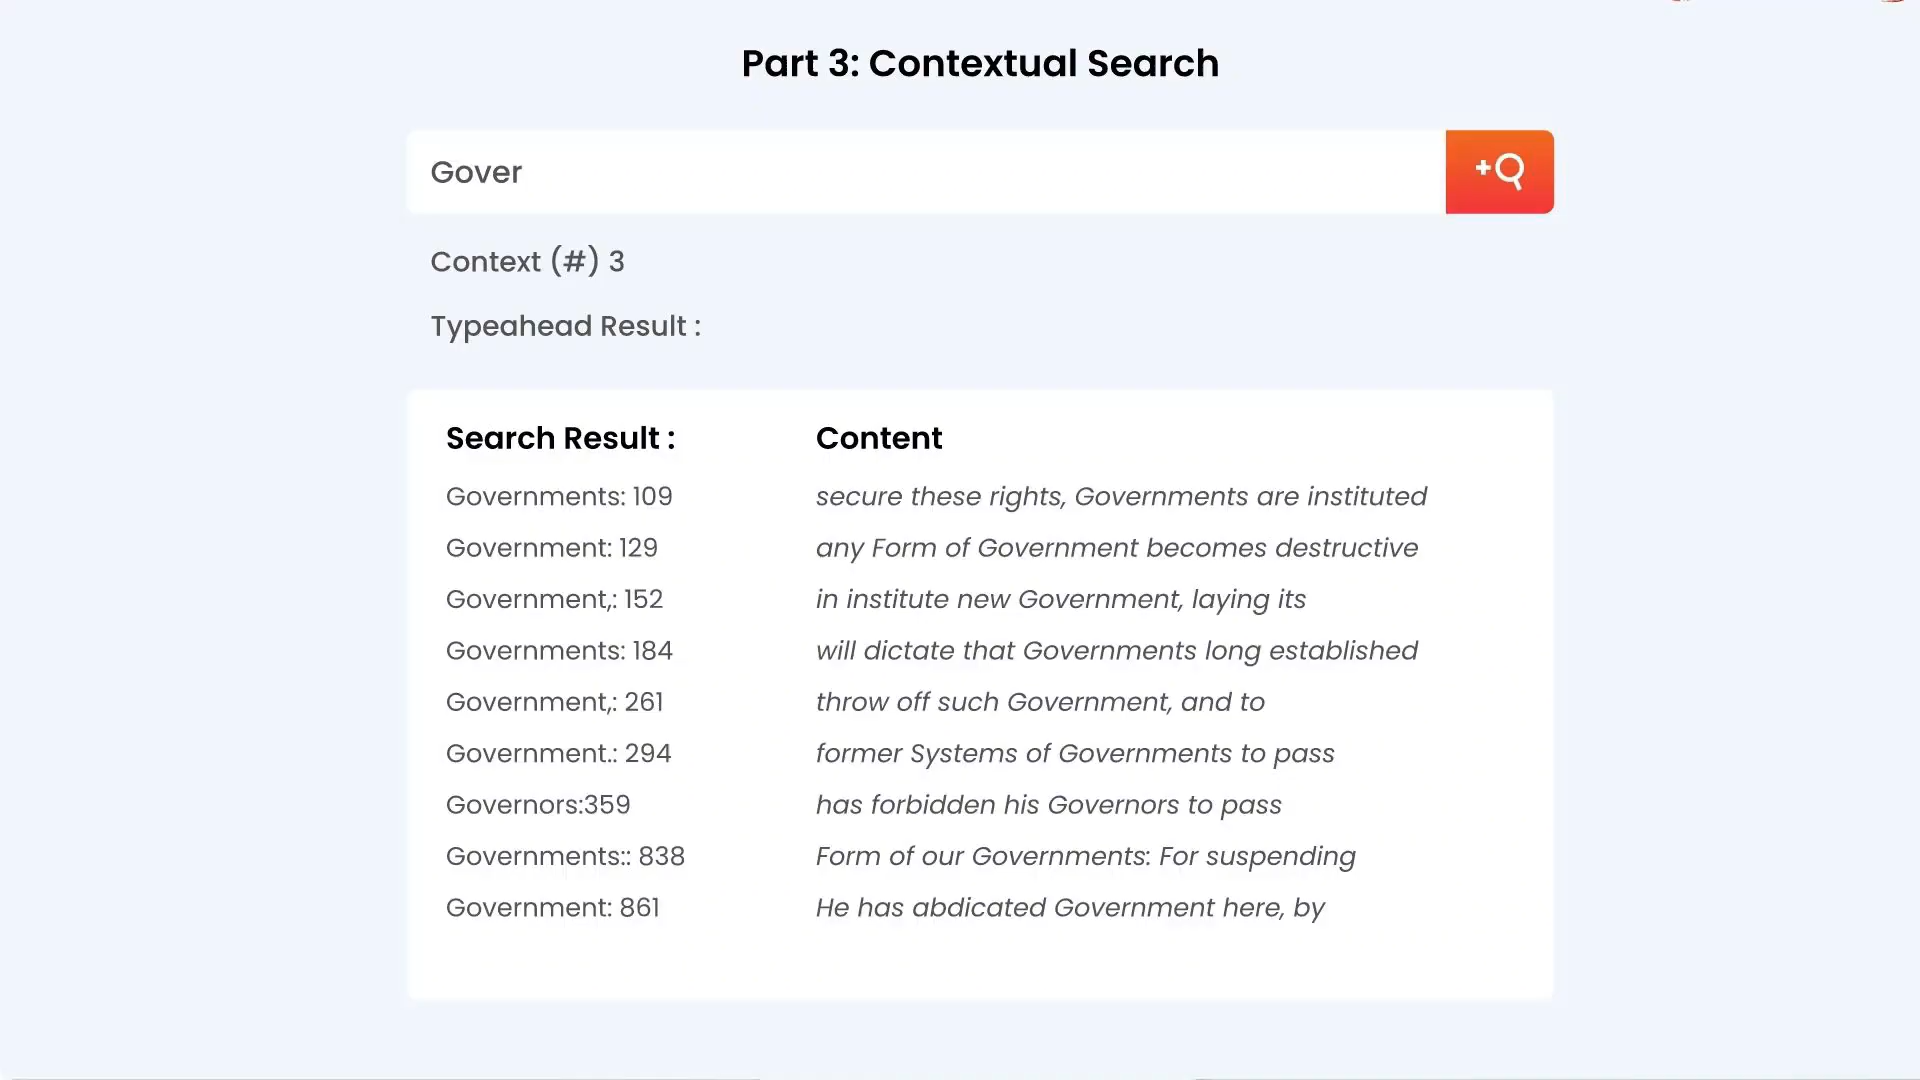 Part 3: Contextual Search
Gover
Context (#) 3
Typeahead Result :
Search Result : Content
Governments: 109 secure these rights, Governments are instituted
Government: 129 any Form of Government becomes destructive
Government,: 152 in institute new Government, laying its
Governments: 184 will dictate that Governments long established
Government,: 261 throw off such Government, and to
Government.: 294 former Systems of Governments to pass
Governors:359 has forbidden his Governors to pass
Governments:: 838 Form of our Governments: For suspending
Government: 861 He has abdicated Government here, by